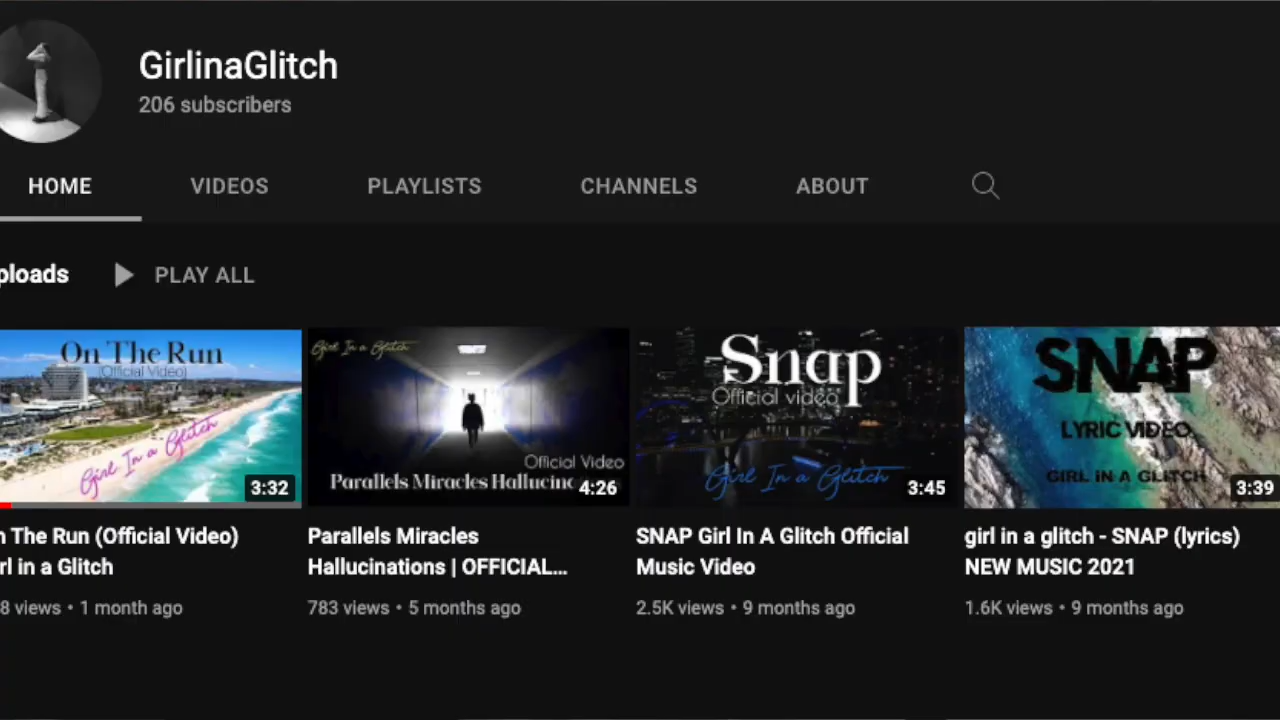 GirlinaGlitch
206 subscribers
HOME VIDEOS PLAYLISTS CHANNELS ABOUT
ploads PLAY ALL
On The Run
(Official Video)
Girl In a Glitch
3:32
Girl In a Glitch
Official Video
Parallels Miracles Hallucinc
4:26
Snap
Official video
Girl In a Glitch
3:45
SNAP
LYRIC VIDEO
GIRL IN A GLITCH
3:39
n The Run (Official Video)
rl in a Glitch
8 views • 1 month ago
Parallels Miracles
Hallucinations | OFFICIAL...
783 views • 5 months ago
SNAP Girl In A Glitch Official
Music Video
2.5K views • 9 months ago
girl in a glitch - SNAP (lyrics)
NEW MUSIC 2021
1.6K views • 9 months ago